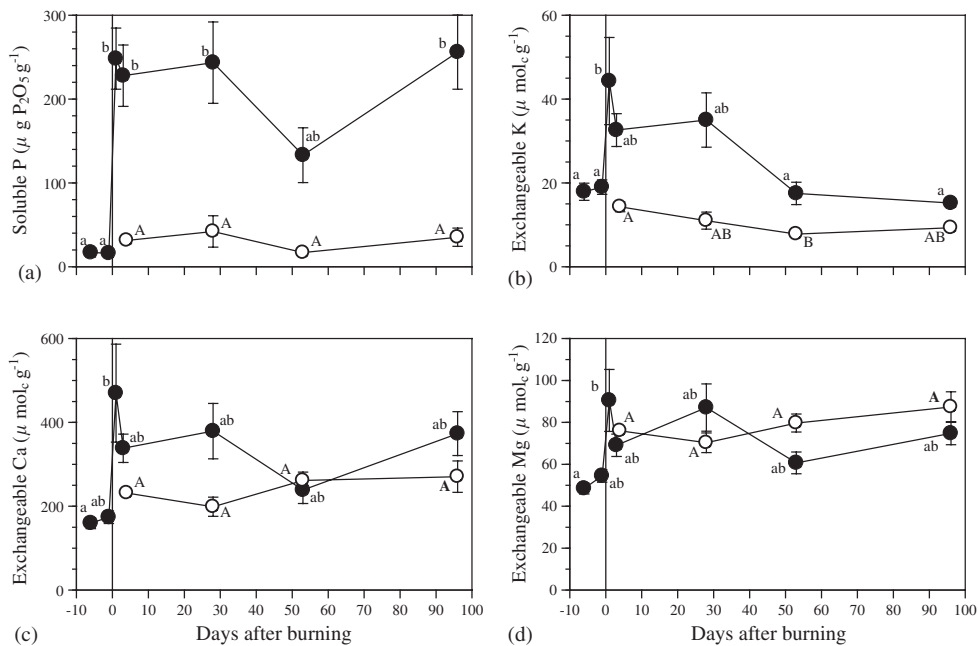 Soluble P (μ g P₂O₅ g⁻¹)
300
200
100
0
a
a
b
b
b
ab
b
A
A
A
A
(a)
Exchangeable K (μ mol_c g⁻¹)
60
40
20
0
a
a
b
ab
ab
a
a
A
AB
B
AB
(b)
Exchangeable Ca (μ mol_c g⁻¹)
600
400
200
0
a
ab
b
ab
ab
ab
ab
A
A
A
A
-10 0 10 20 30 40 50 60 70 80 90 100
Days after burning
(c)
Exchangeable Mg (μ mol_c g⁻¹)
120
100
80
60
40
20
0
a
ab
b
ab
ab
ab
ab
A
A
A
A
-10 0 10 20 30 40 50 60 70 80 90 100
Days after burning
(d)